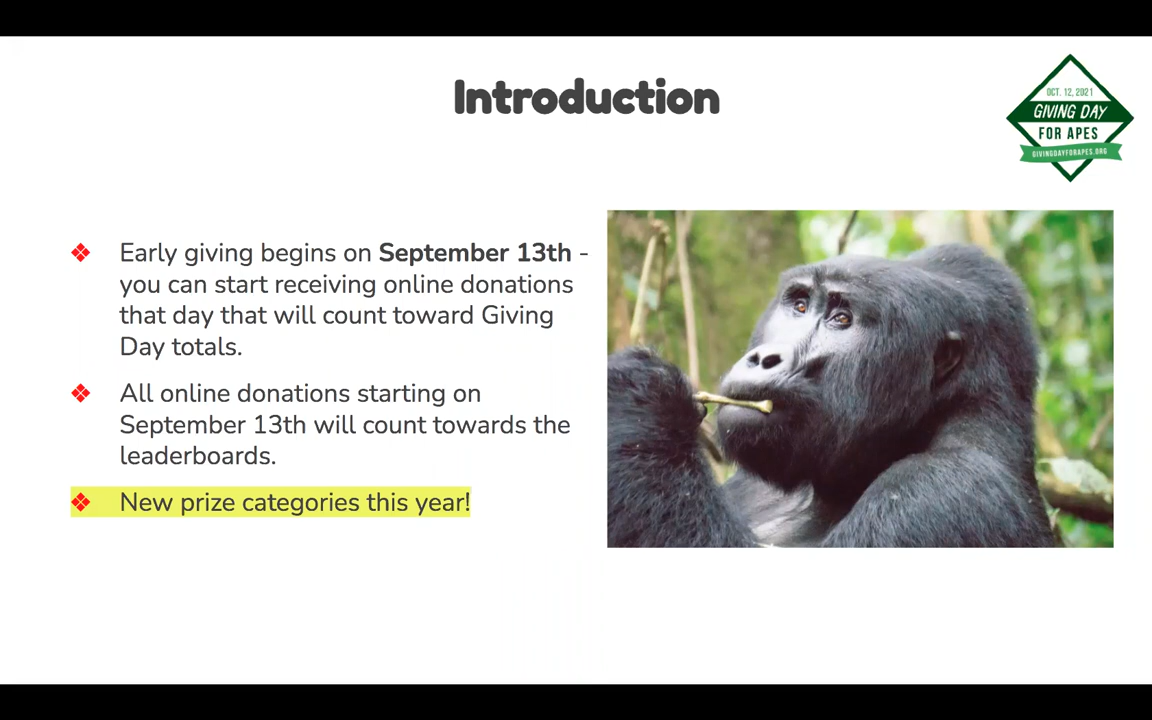 Introduction
OCT. 12, 2021
GIVING DAY
FOR APES
GIVINGDAYFORAPES.ORG
❖ Early giving begins on September 13th -
you can start receiving online donations
that day that will count toward Giving
Day totals.
❖ All online donations starting on
September 13th will count towards the
leaderboards.
❖ New prize categories this year!